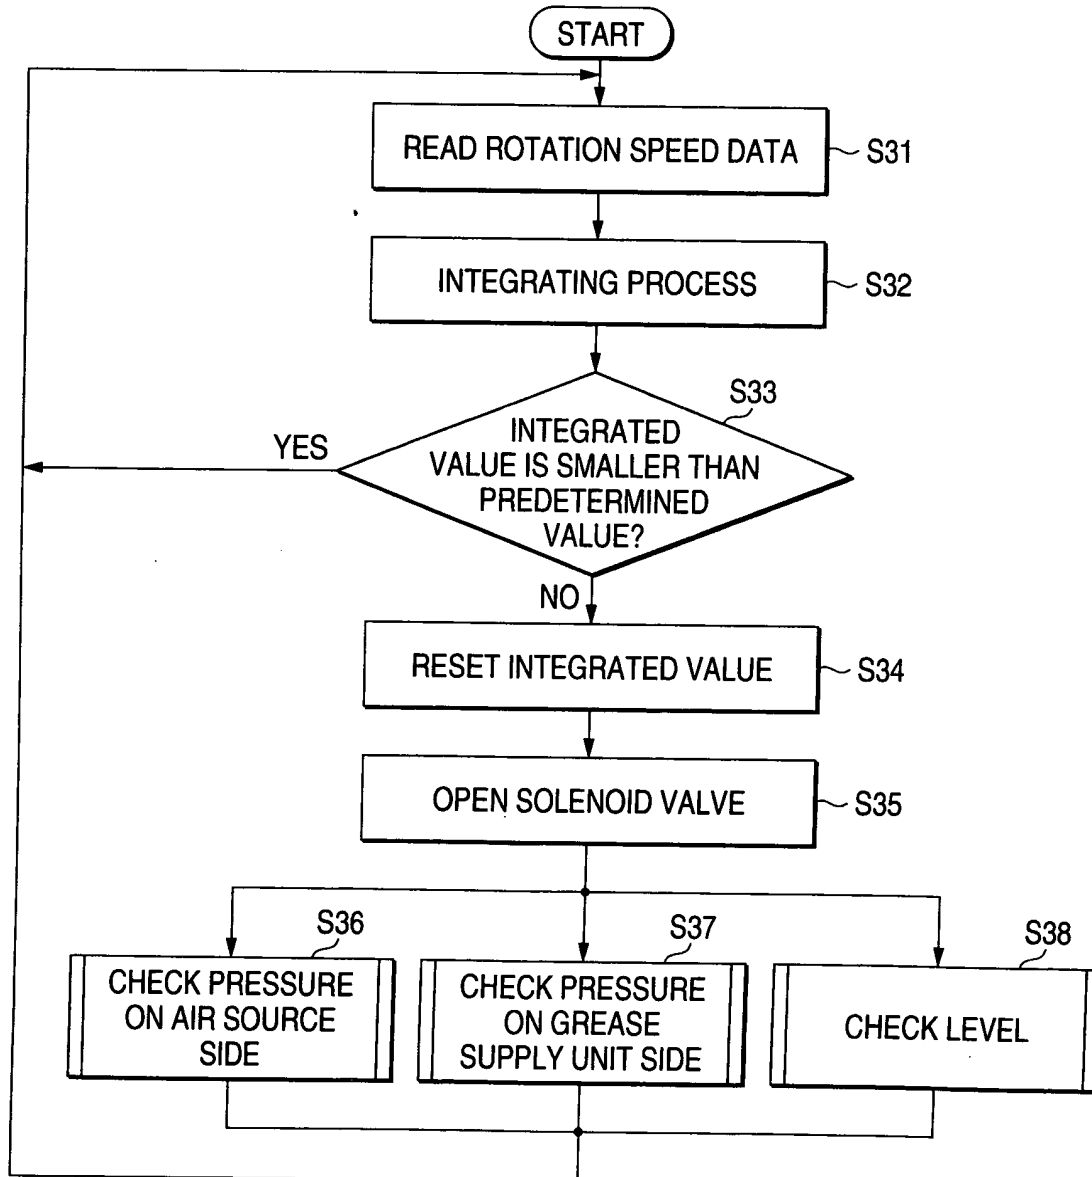 START
READ ROTATION SPEED DATA
S31
INTEGRATING PROCESS
S32
S33
INTEGRATED
VALUE IS SMALLER THAN
PREDETERMINED
VALUE?
YES
NO
RESET INTEGRATED VALUE
S34
OPEN SOLENOID VALVE
S35
S36
CHECK PRESSURE
ON AIR SOURCE
SIDE
S37
CHECK PRESSURE
ON GREASE
SUPPLY UNIT SIDE
S38
CHECK LEVEL